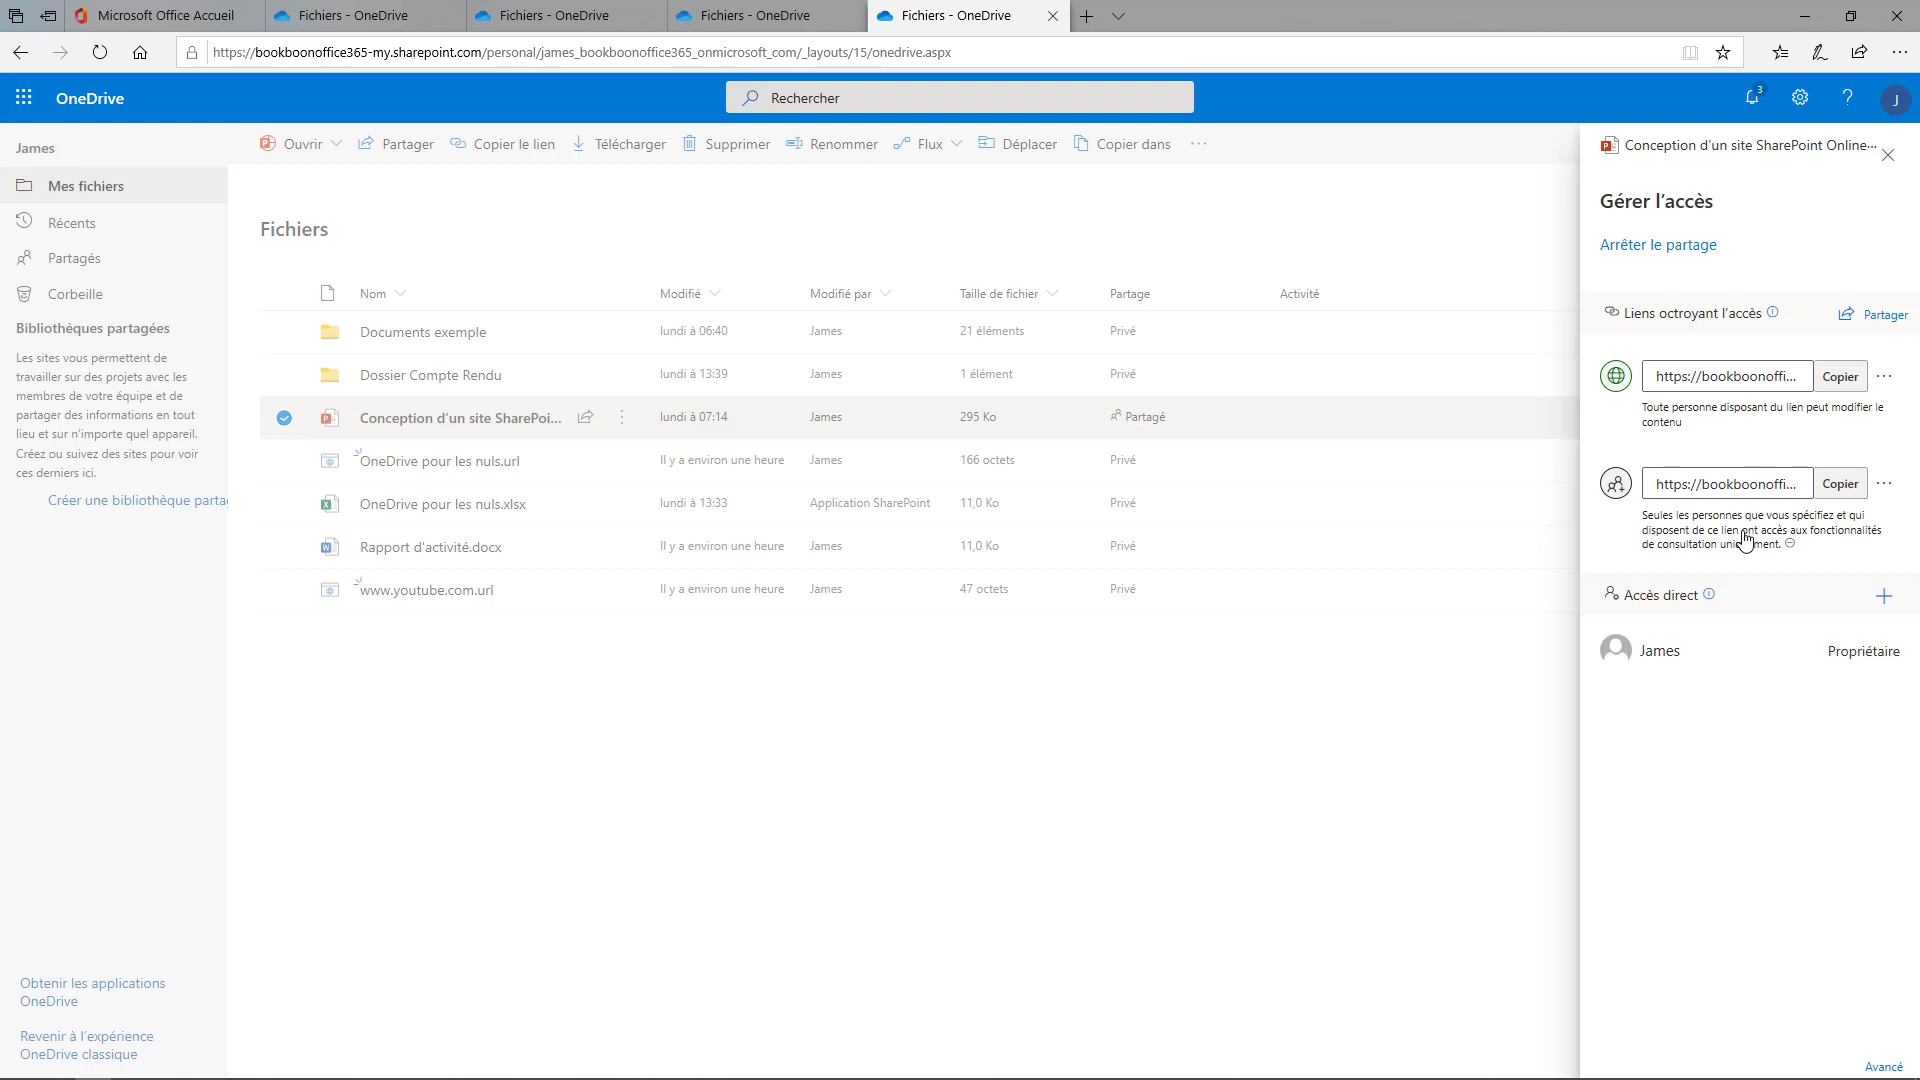 Microsoft Office Accueil
Fichiers - OneDrive
Fichiers - OneDrive
Fichiers - OneDrive
Fichiers - OneDrive
https://bookboonoffice365-my.sharepoint.com/personal/james_bookboonoffice365_onmicrosoft_com/_layouts/15/onedrive.aspx
OneDrive
Rechercher
3
J
James
Mes fichiers
Récents
Partagés
Corbeille
Bibliothèques partagées
Les sites vous permettent de
travailler sur des projets avec les
membres de votre équipe et de
partager des informations en tout
lieu et sur n'importe quel appareil.
Créez ou suivez des sites pour voir
ces derniers ici.
Créer une bibliothèque parta
Obtenir les applications
OneDrive
Revenir à l'expérience
OneDrive classique
Ouvrir Partager Copier le lien Télécharger Supprimer Renommer Flux Déplacer Copier dans
Fichiers
Nom Modifié Modifié par Taille de fichier Partage Activité
Documents exemple lundi à 06:40 James 21 éléments Privé
Dossier Compte Rendu lundi à 13:39 James 1 élément Privé
Conception d'un site SharePoi... lundi à 07:14 James 295 Ko Partagé
OneDrive pour les nuls.url Il y a environ une heure James 166 octets Privé
OneDrive pour les nuls.xlsx lundi à 13:33 Application SharePoint 11,0 Ko Privé
Rapport d'activité.docx Il y a environ une heure James 11,0 Ko Privé
www.youtube.com.url Il y a environ une heure James 47 octets Privé
Conception d'un site SharePoint Online...
Gérer l'accès
Arrêter le partage
Liens octroyant l'accès Partager
https://bookboonoffi... Copier
Toute personne disposant du lien peut modifier le
contenu
https://bookboonoffi... Copier
Seules les personnes que vous spécifiez et qui
disposent de ce lien ont accès aux fonctionnalités
de consultation uniquement.
Accès direct
James Propriétaire
Avancé